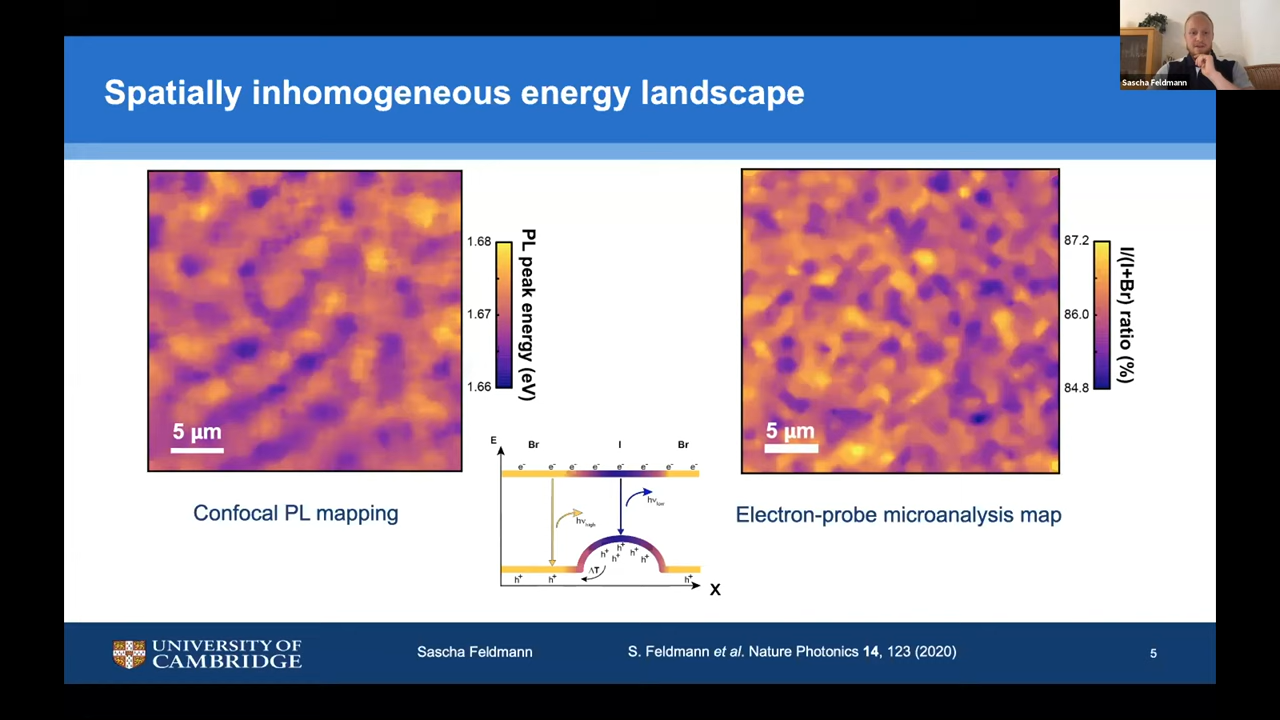 Sascha Feldmann
Spatially inhomogeneous energy landscape
1.68
1.67
1.66
PL peak energy (eV)
5 µm
Confocal PL mapping
87.2
86.0
84.8
I/(I+Br) ratio (%)
5 µm
Electron-probe microanalysis map
E
Br
I
Br
e⁻ e⁻ e⁻ e⁻ e⁻ e⁻ e⁻ e⁻
hν_high
hν_low
h⁺ h⁺ h⁺ h⁺ h⁺ h⁺
ΔT
h⁺ h⁺ h⁺
X
UNIVERSITY OF
CAMBRIDGE
Sascha Feldmann
S. Feldmann et al. Nature Photonics 14, 123 (2020)
5